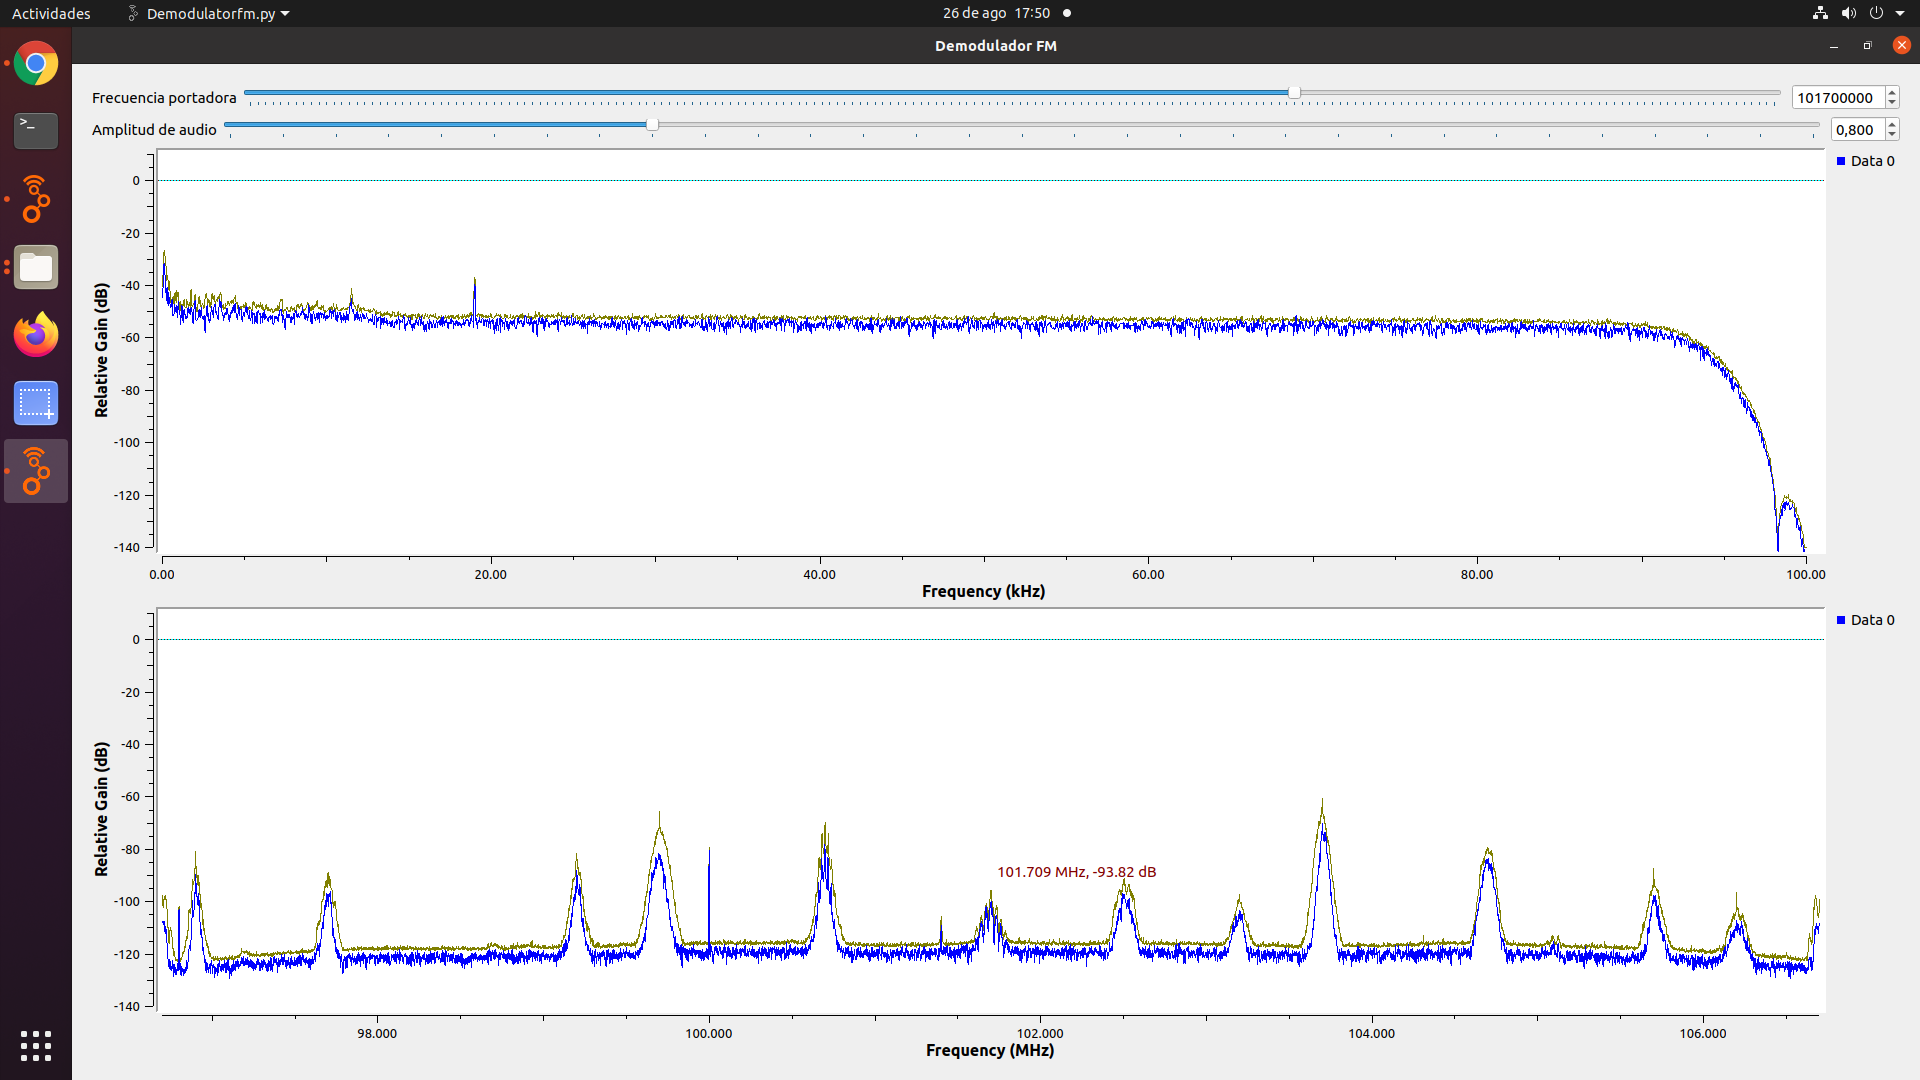 Actividades Demodulatorfm.py 26 de ago 17:50
Demodulador FM
Frecuencia portadora 101700000
Amplitud de audio 0,800
Data 0
0
-20
-40
-60
-80
-100
-120
-140
Relative Gain (dB)
0.00 20.00 40.00 60.00 80.00 100.00
Frequency (kHz)
Data 0
0
-20
-40
-60
-80
-100
-120
-140
Relative Gain (dB)
101.709 MHz, -93.82 dB
98.000 100.000 102.000 104.000 106.000
Frequency (MHz)